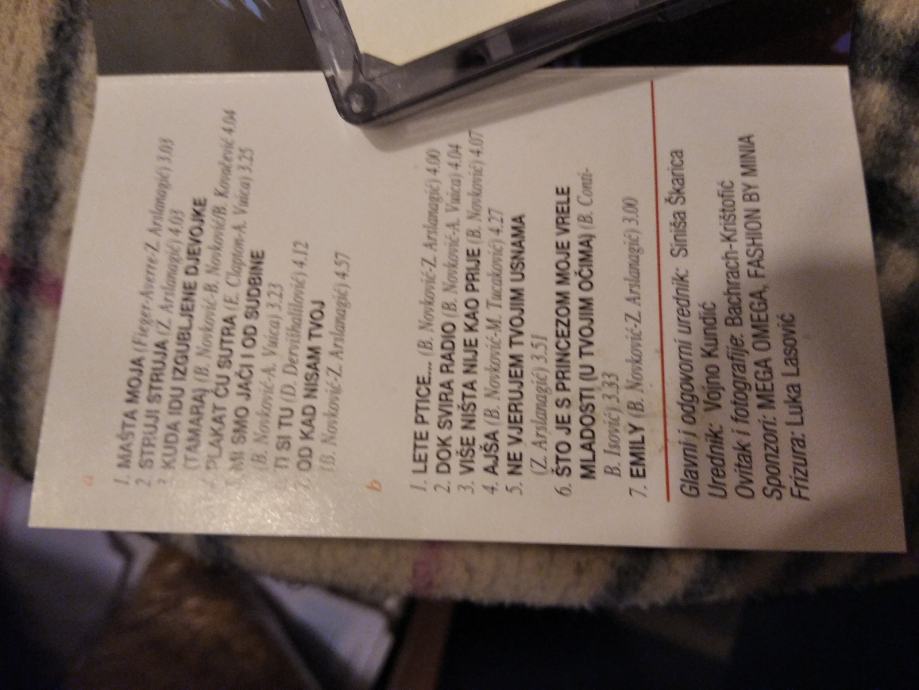 a
1. MAŠTA MOJA (Fieger-Averre-Z. Arslanagić) 3.03
2. STRUJI STRUJA (Z. Arslanagić) 4.03
3. KUDA IDU IZGUBLJENE DJEVOJKE
(TAMARA) (B. Novković-B. Novković/B. Kovačević 4.04
PLAKAT ĆU SUTRA (E. Clapton-A. Vuica) 3.25
MI SMO JAČI I OD SUDBINE
(B. Novković-A. Vuica) 3.23
TI SI TU (D. Dervišhalilović) 4.12
OD KAD NISAM TVOJ
(B. Novković-Z. Arslanagić) 4.57
b
1. LETE PTICE... (B. Novković-Z. Arslanagić) 4.00
2. DOK SVIRA RADIO (B. Novković-A. Vuica) 4.04
3. VIŠE NIŠTA NIJE KAO PRIJE (B. Novković) 4.07
4. AJŠA (B. Novković-M. Tucaković) 4.27
5. NE VJERUJEM TVOJIM USNAMA
(Z. Arslanagić) 3.51
6. ŠTO JE S PRINCEZOM MOJE VRELE
MLADOSTI (U TVOJIM OČIMA) (B. Conti-
B. Isović) 3.33
7. EMILY (B. Novković-Z. Arslanagić) 3.00
Glavni i odgovorni urednik: Siniša Škarica
Urednik: Vojno Kundić
Ovitak i fotografije: Bachrach-Krištofić
Sponzori: MEGA OMEGA, FASHION BY MINIA
Frizura: Luka Lasović